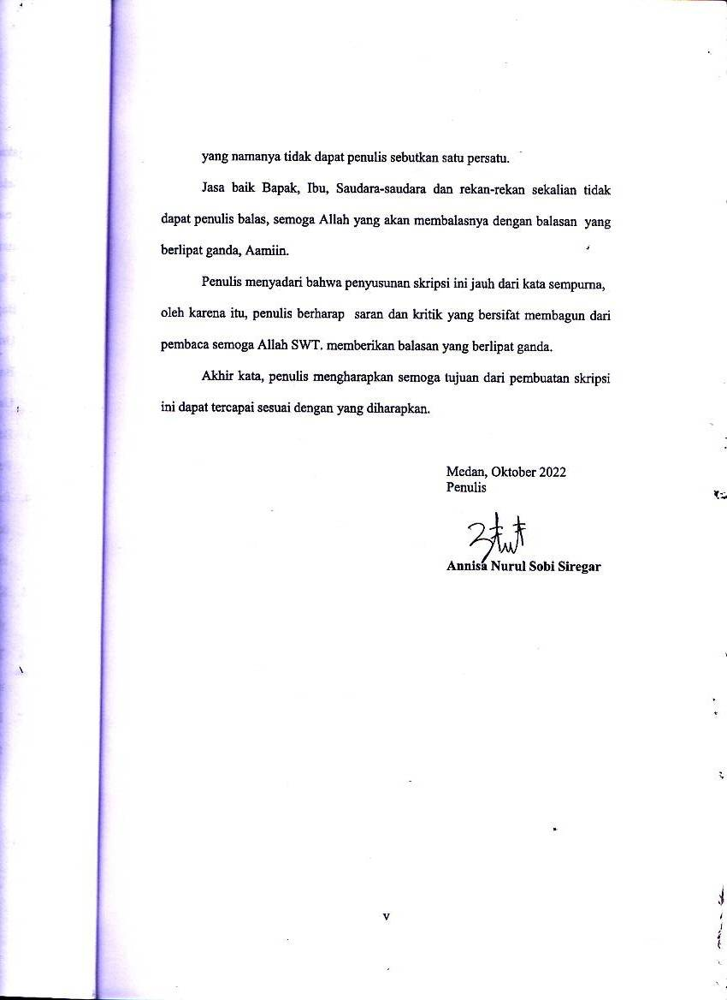 yang namanya tidak dapat penulis sebutkan satu persatu.
Jasa baik Bapak, Ibu, Saudara-saudara dan rekan-rekan sekalian tidak
dapat penulis balas, semoga Allah yang akan membalasnya dengan balasan yang
berlipat ganda, Aamiin.
Penulis menyadari bahwa penyusunan skripsi ini jauh dari kata sempurna,
oleh karena itu, penulis berharap saran dan kritik yang bersifat membagun dari
pembaca semoga Allah SWT. memberikan balasan yang berlipat ganda.
Akhir kata, penulis mengharapkan semoga tujuan dari pembuatan skripsi
ini dapat tercapai sesuai dengan yang diharapkan.
Medan, Oktober 2022
Penulis
Annisa Nurul Sobi Siregar
v